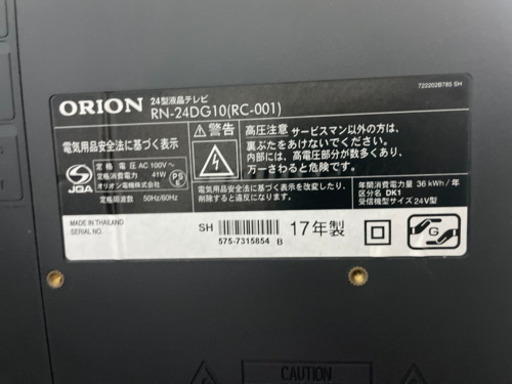 722202B785 SH
ORION
24型液晶テレビ
RN-24DG10(RC-001)
電気用品安全法に基づく表示
定格電圧 AC 100V～
定格消費電力 41W
オリオン電機株式会社
定格周波数 50Hz/60Hz
JQA
PS
E
警告
高圧注意 サービスマン以外の方は、
裏ぶたをあけないでください。
内部には、高電圧部分が数多く
あり、万一さわると危険です。
電気用品安全法に基づく表示を改変したり、
削除すると違反になります。
年間消費電力量 36 kWh/年
区分名 DK1
受信機型サイズ 24V型
MADE IN THAILAND
SERIAL NO.
SH
575-7315854 B
17年製
G
CAUTION